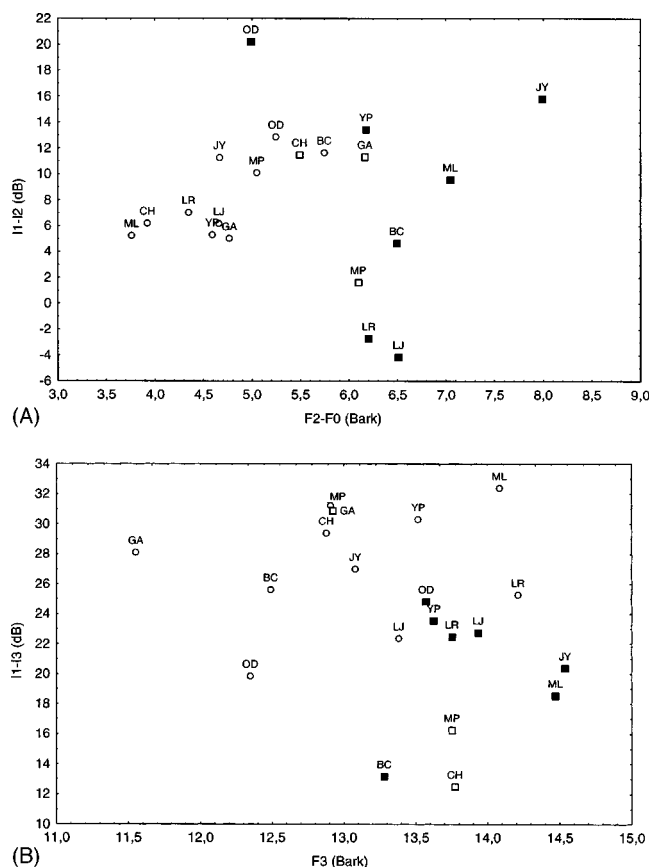 22
20
18
16
14
12
10
8
6
4
2
0
-2
-4
-6
I1-I2 (dB)
OD
JY
YP
OD
JY
CH
BC
GA
MP
ML
LR
LJ
CH
ML
YP
GA
BC
MP
LR
LJ
3,0 3,5 4,0 4,5 5,0 5,5 6,0 6,5 7,0 7,5 8,0 8,5 9,0
(A)
F2-F0 (Bark)
34
32
30
28
26
24
22
20
18
16
14
12
10
I1-I3 (dB)
ML
MP
GA
YP
CH
GA
JY
BC
LR
OD
YP
LJ
LR
LJ
OD
JY
ML
MP
BC
CH
11,0 11,5 12,0 12,5 13,0 13,5 14,0 14,5 15,0
(B)
F3 (Bark)